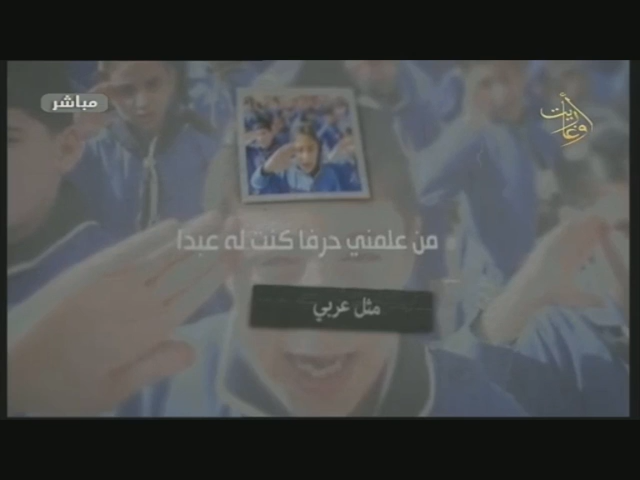 مباشر
من علمني حرفا كنت له عبدا
مثل عربي